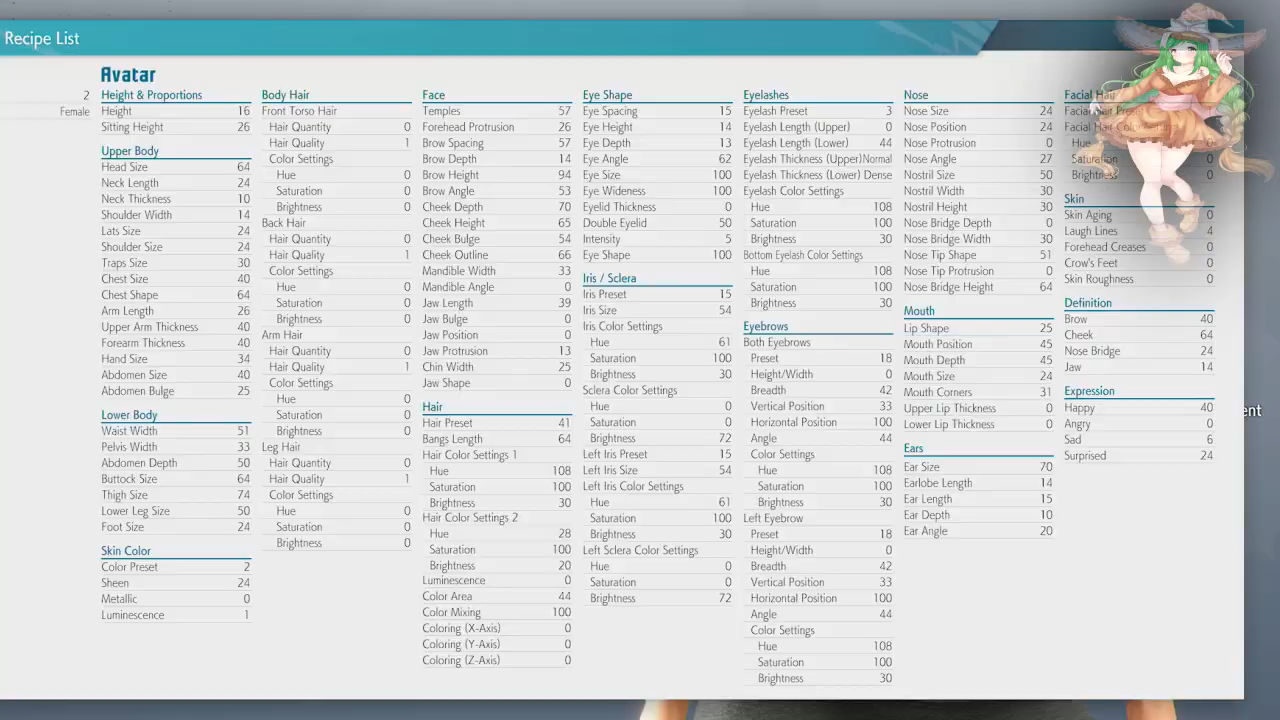 Recipe List
2
Female
Avatar
Height & Proportions
Height 16
Sitting Height 26
Upper Body
Head Size 64
Neck Length 24
Neck Thickness 10
Shoulder Width 14
Lats Size 24
Shoulder Size 24
Traps Size 30
Chest Size 40
Chest Shape 64
Arm Length 26
Upper Arm Thickness 40
Forearm Thickness 40
Hand Size 34
Abdomen Size 40
Abdomen Bulge 25
Lower Body
Waist Width 51
Pelvis Width 33
Abdomen Depth 50
Buttock Size 64
Thigh Size 74
Lower Leg Size 50
Foot Size 24
Skin Color
Color Preset 2
Sheen 24
Metallic 0
Luminescence 1
Body Hair
Front Torso Hair
Hair Quantity 0
Hair Quality 1
Color Settings
Hue 0
Saturation 0
Brightness 0
Back Hair
Hair Quantity 0
Hair Quality 1
Color Settings
Hue 0
Saturation 0
Brightness 0
Arm Hair
Hair Quantity 0
Hair Quality 1
Color Settings
Hue 0
Saturation 0
Brightness 0
Leg Hair
Hair Quantity 0
Hair Quality 1
Color Settings
Hue 0
Saturation 0
Brightness 0
Face
Temples 57
Forehead Protrusion 26
Brow Spacing 57
Brow Depth 14
Brow Height 94
Brow Angle 53
Cheek Depth 70
Cheek Height 65
Cheek Bulge 54
Cheek Outline 66
Mandible Width 33
Mandible Angle 0
Jaw Length 39
Jaw Bulge 0
Jaw Position 0
Jaw Protrusion 13
Chin Width 25
Jaw Shape 0
Hair
Hair Preset 41
Bangs Length 64
Hair Color Settings 1
Hue 108
Saturation 100
Brightness 30
Hair Color Settings 2
Hue 28
Saturation 100
Brightness 20
Luminescence 0
Color Area 44
Color Mixing 100
Coloring (X-Axis) 0
Coloring (Y-Axis) 0
Coloring (Z-Axis) 0
Eye Shape
Eye Spacing 15
Eye Height 14
Eye Depth 13
Eye Angle 62
Eye Size 100
Eye Wideness 100
Eyelid Thickness 0
Double Eyelid 50
Intensity 5
Eye Shape 100
Iris / Sclera
Iris Preset 15
Iris Size 54
Iris Color Settings
Hue 61
Saturation 100
Brightness 30
Sclera Color Settings
Hue 0
Saturation 0
Brightness 72
Left Iris Preset 15
Left Iris Size 54
Left Iris Color Settings
Hue 61
Saturation 100
Brightness 30
Left Sclera Color Settings
Hue 0
Saturation 0
Brightness 72
Eyelashes
Eyelash Preset 3
Eyelash Length (Upper) 0
Eyelash Length (Lower) 44
Eyelash Thickness (Upper) Normal
Eyelash Thickness (Lower) Dense
Eyelash Color Settings
Hue 108
Saturation 100
Brightness 30
Bottom Eyelash Color Settings
Hue 108
Saturation 100
Brightness 30
Eyebrows
Both Eyebrows
Preset 18
Height/Width 0
Breadth 42
Vertical Position 33
Horizontal Position 100
Angle 44
Color Settings
Hue 108
Saturation 100
Brightness 30
Left Eyebrow
Preset 18
Height/Width 0
Breadth 42
Vertical Position 33
Horizontal Position 100
Angle 44
Color Settings
Hue 108
Saturation 100
Brightness 30
Nose
Nose Size 24
Nose Position 24
Nose Protrusion 0
Nose Angle 27
Nostril Size 50
Nostril Width 30
Nostril Height 30
Nose Bridge Depth 0
Nose Bridge Width 30
Nose Tip Shape 51
Nose Tip Protrusion 0
Nose Bridge Height 64
Mouth
Lip Shape 25
Mouth Position 45
Mouth Depth 45
Mouth Size 24
Mouth Corners 31
Upper Lip Thickness 0
Lower Lip Thickness 0
Ears
Ear Size 70
Earlobe Length 14
Ear Length 15
Ear Depth 10
Ear Angle 20
Facial Hair
Facial Hair
Facial Hair
Hue
Saturation 0
Brightness 0
Skin
Skin Aging 0
Laugh Lines 4
Forehead Creases 0
Crow's Feet 0
Skin Roughness 0
Definition
Brow 40
Cheek 64
Nose Bridge 24
Jaw 14
Expression
Happy 40
Angry 0
Sad 6
Surprised 24
ent